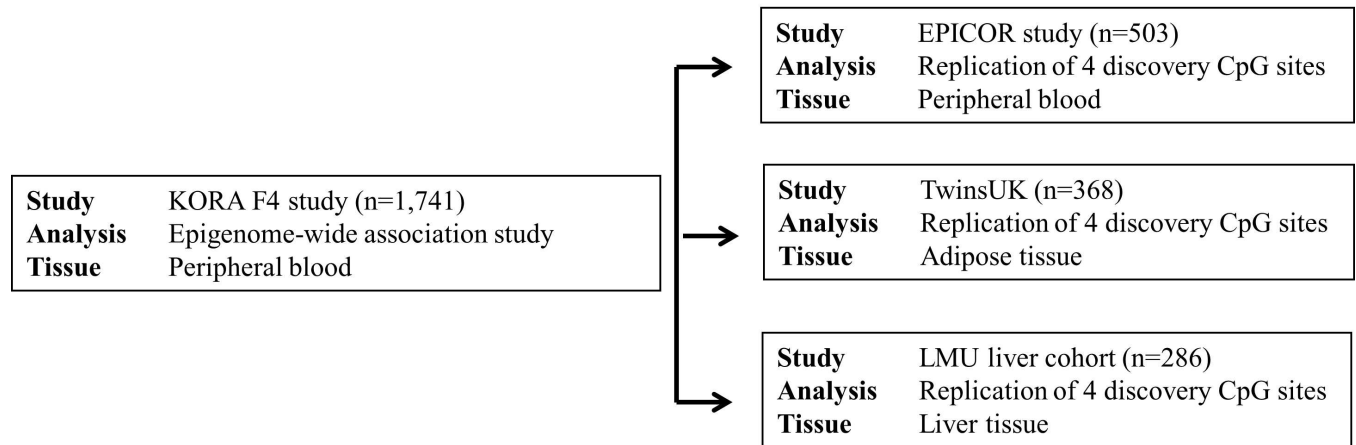 Study KORA F4 study (n=1,741)
Analysis Epigenome-wide association study
Tissue Peripheral blood
Study EPICOR study (n=503)
Analysis Replication of 4 discovery CpG sites
Tissue Peripheral blood
Study TwinsUK (n=368)
Analysis Replication of 4 discovery CpG sites
Tissue Adipose tissue
Study LMU liver cohort (n=286)
Analysis Replication of 4 discovery CpG sites
Tissue Liver tissue